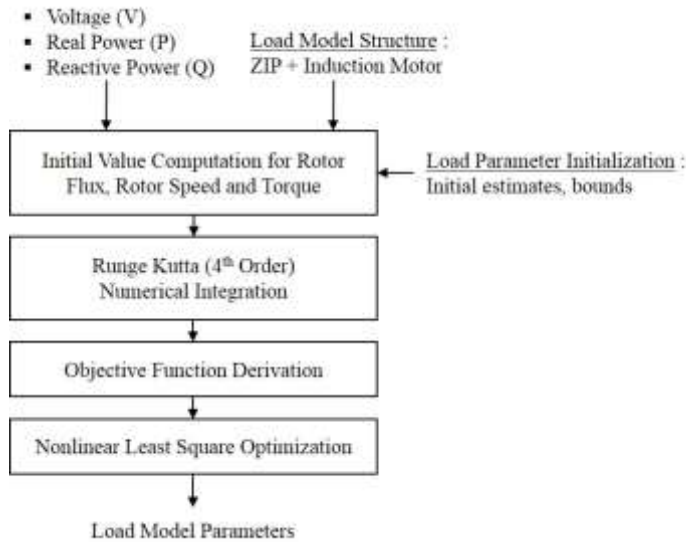 ▪ Voltage (V)
▪ Real Power (P)
▪ Reactive Power (Q)
Load Model Structure :
ZIP + Induction Motor
Initial Value Computation for Rotor
Flux, Rotor Speed and Torque
Load Parameter Initialization :
Initial estimates, bounds
Runge Kutta (4th Order)
Numerical Integration
Objective Function Derivation
Nonlinear Least Square Optimization
Load Model Parameters